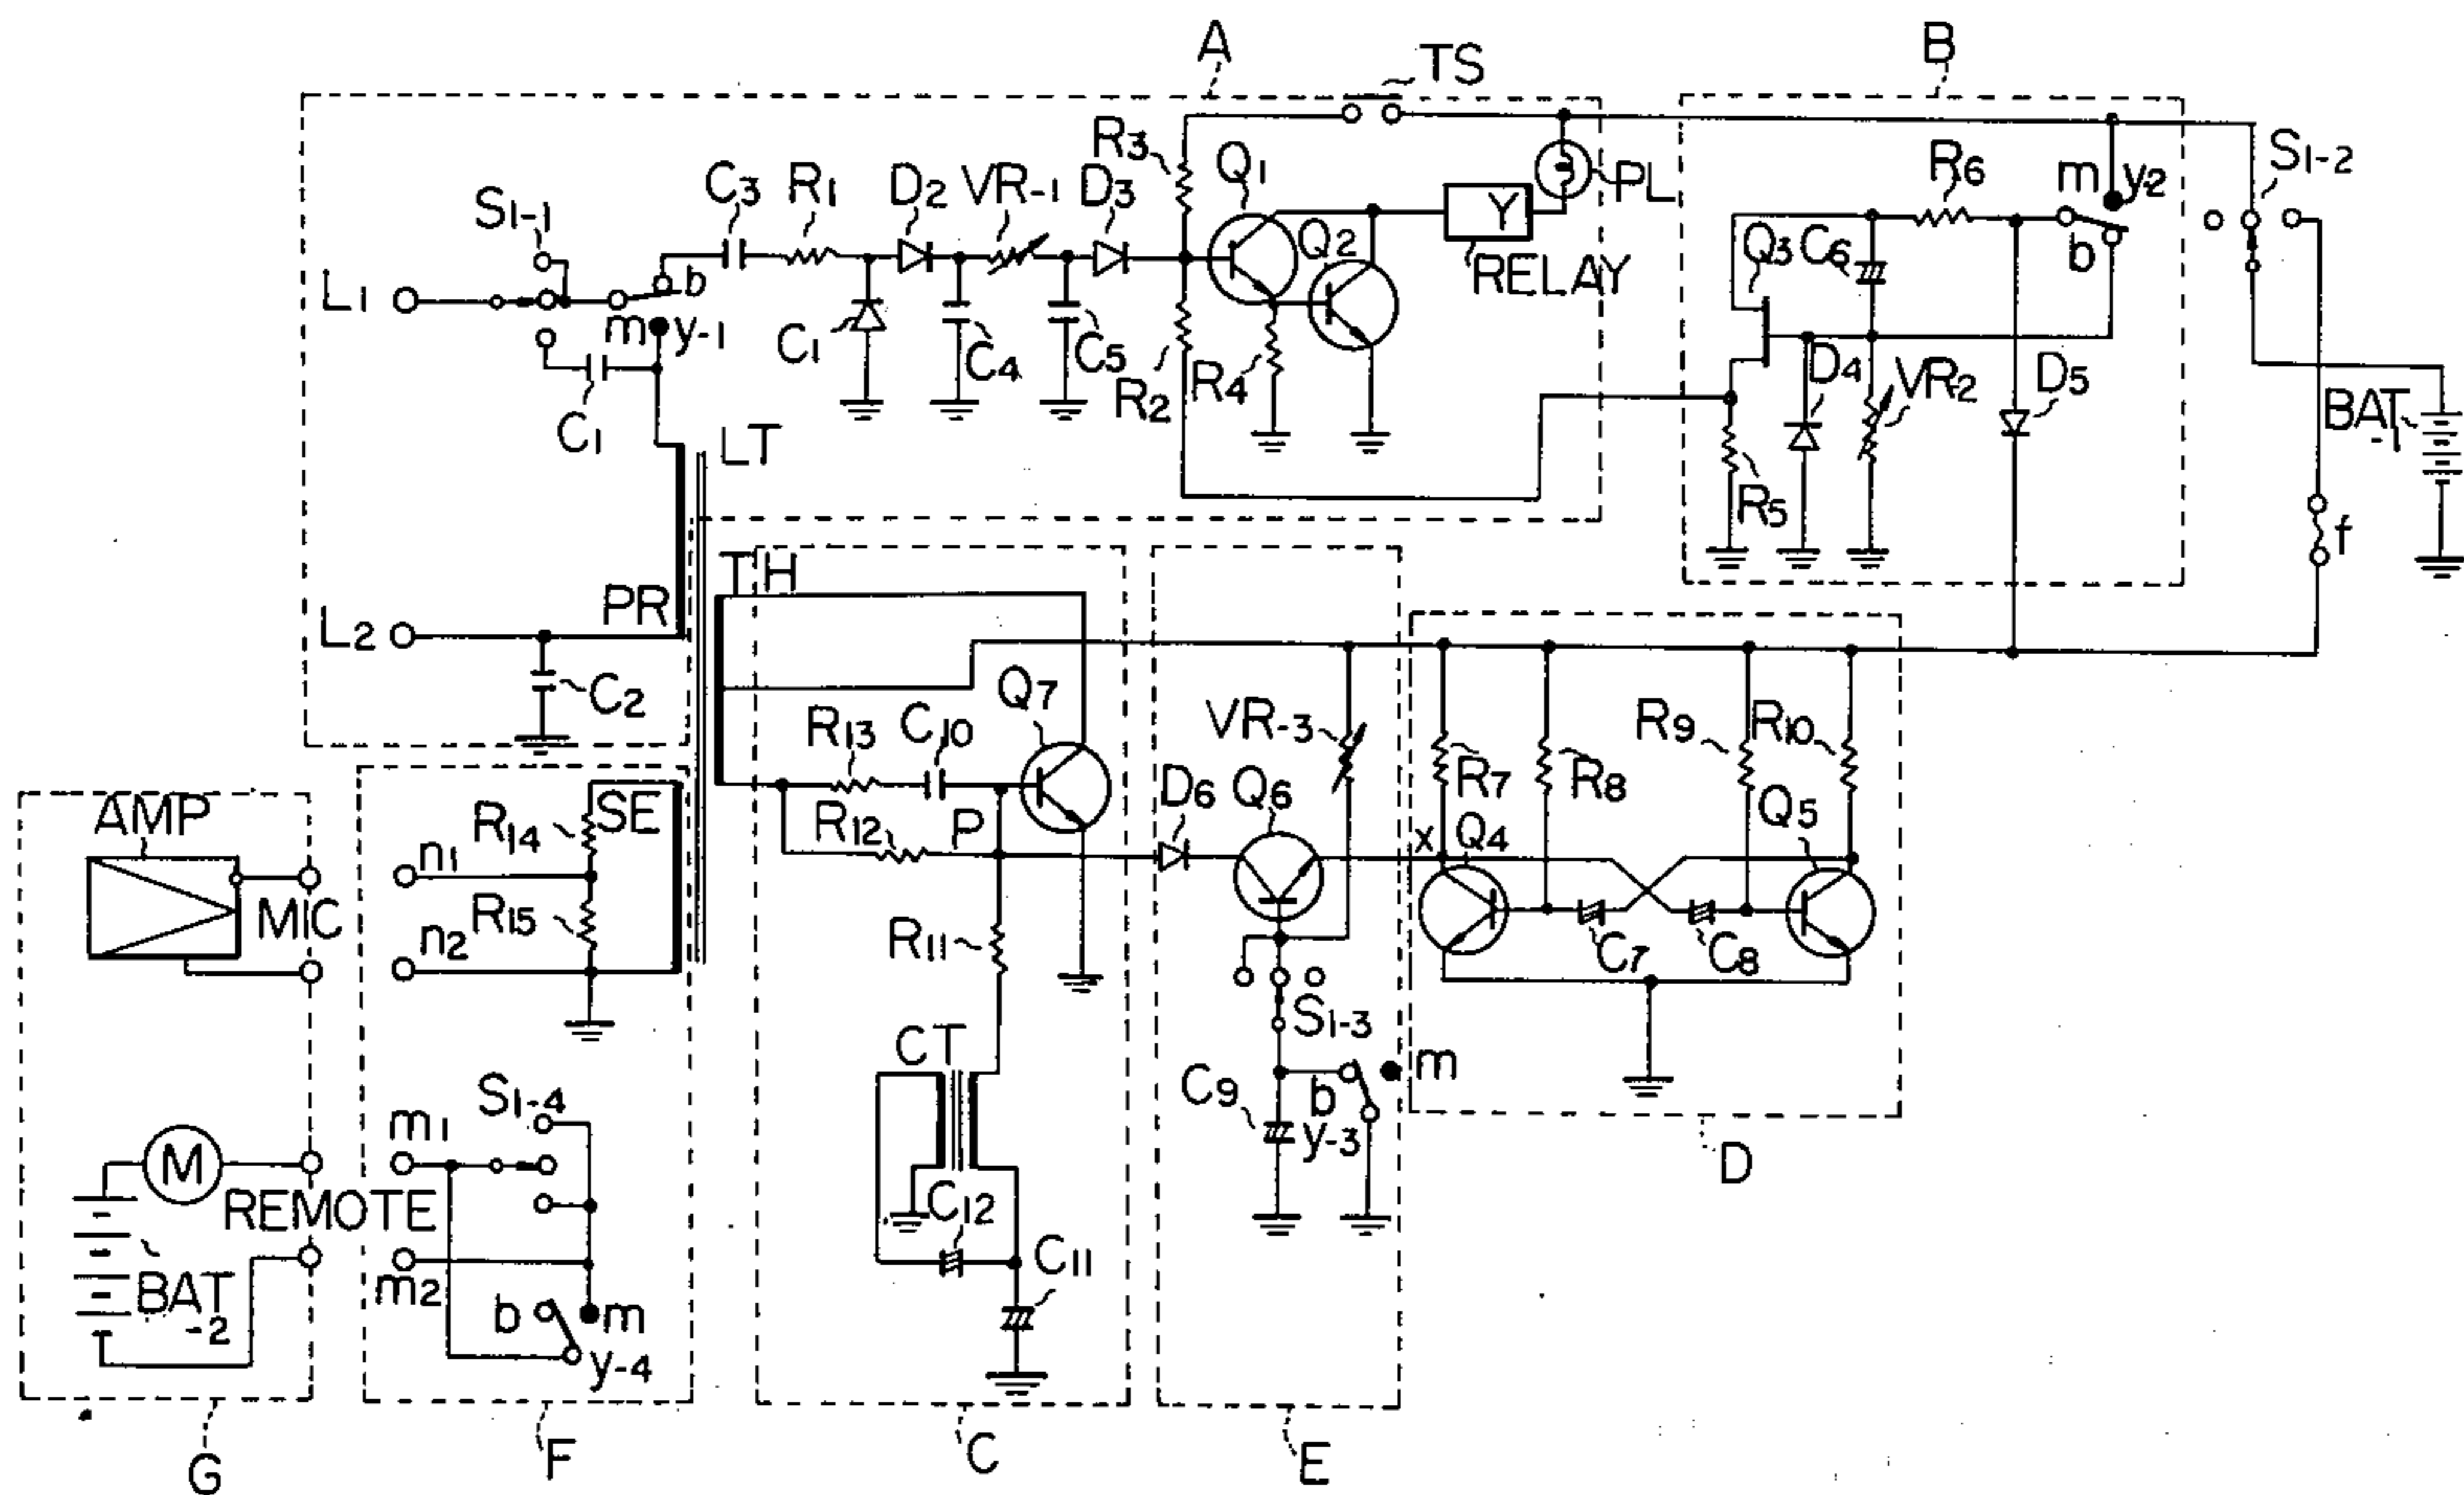 A
TS
B
S1-1
C3
R1
D2
VR-1
D3
R3
Q1
Q2
Y
RELAY
PL
R6
m
y2
b
S1-2
Q3
C6
L1
b
m
y-1
C1
C1
C4
C5
R2
R4
D4
VR2
D5
BAT-1
LT
R5
f
L2
PR
C2
TH
R13
C10
Q7
VR-3
R9
R10
R7
R8
AMP
R14
SE
R12
P
D6
Q6
x
Q4
Q5
n1
MIC
R15
n2
R11
C7
C8
CT
S1-3
S1-4
C9
b
m
y-3
D
m1
M
REMOTE
C12
C11
m2
BAT-2
b
m
y-4
G
F
C
E